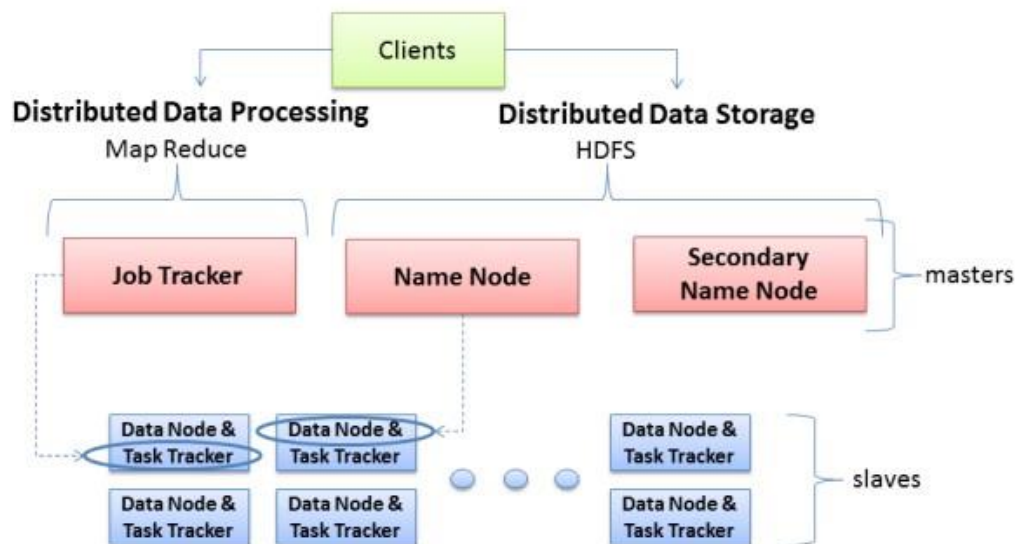 Clients
Distributed Data Processing
Map Reduce
Distributed Data Storage
HDFS
Job Tracker
Name Node
Secondary
Name Node
masters
Data Node &
Task Tracker
Data Node &
Task Tracker
Data Node &
Task Tracker
slaves
Data Node &
Task Tracker
Data Node &
Task Tracker
Data Node &
Task Tracker